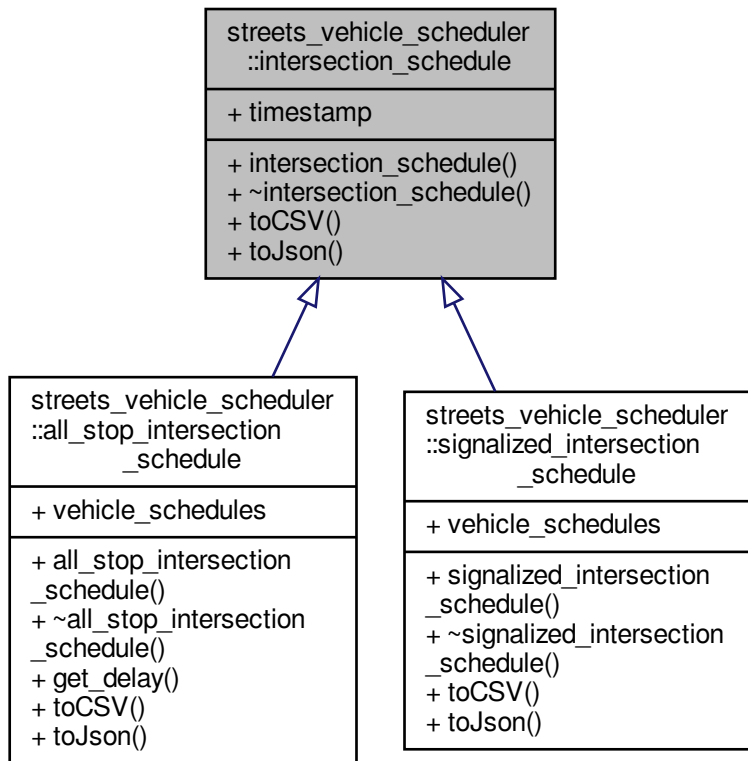 streets_vehicle_scheduler
::intersection_schedule
+ timestamp
+ intersection_schedule()
+ ~intersection_schedule()
+ toCSV()
+ toJson()
streets_vehicle_scheduler
::all_stop_intersection
_schedule
+ vehicle_schedules
+ all_stop_intersection
_schedule()
+ ~all_stop_intersection
_schedule()
+ get_delay()
+ toCSV()
+ toJson()
streets_vehicle_scheduler
::signalized_intersection
_schedule
+ vehicle_schedules
+ signalized_intersection
_schedule()
+ ~signalized_intersection
_schedule()
+ toCSV()
+ toJson()